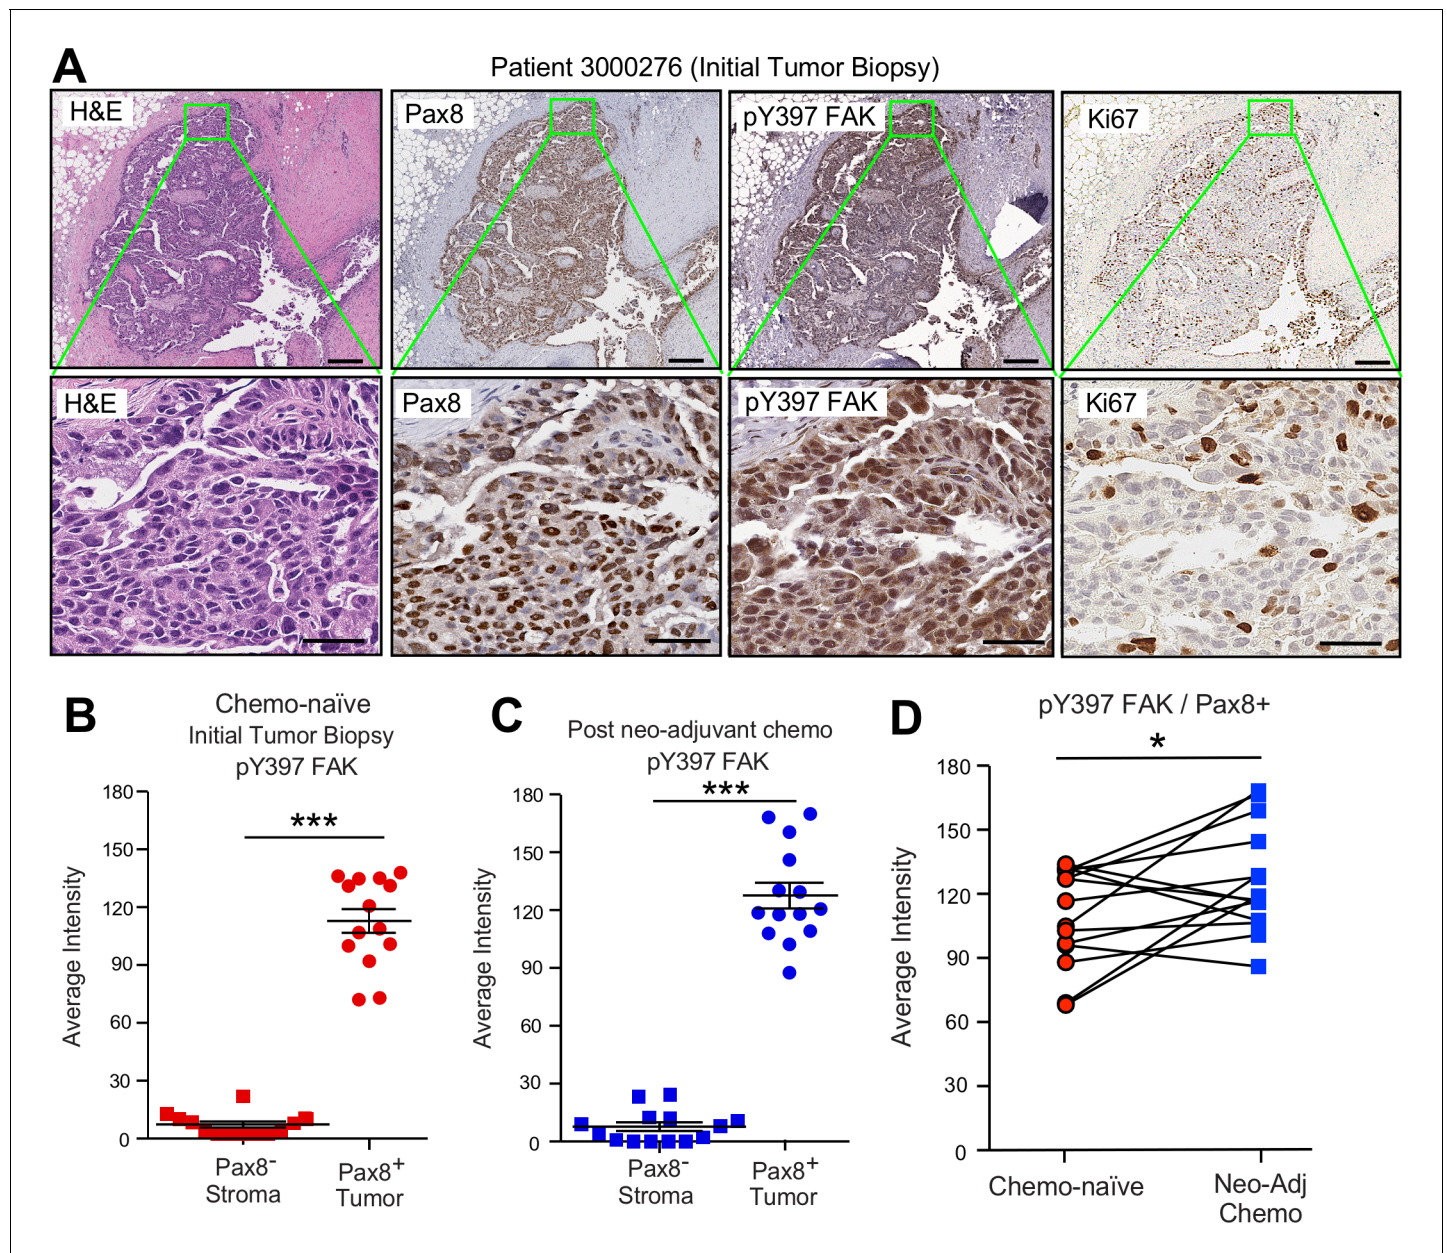 A
Patient 3000276 (Initial Tumor Biopsy)
H&E
Pax8
pY397 FAK
Ki67
H&E
Pax8
pY397 FAK
Ki67
B
Chemo-naïve
Initial Tumor Biopsy
pY397 FAK
***
Average Intensity
180
150
120
90
60
30
0
Pax8-
Stroma
Pax8+
Tumor
C
Post neo-adjuvant chemo
pY397 FAK
***
Average Intensity
180
150
120
90
60
30
0
Pax8-
Stroma
Pax8+
Tumor
D
pY397 FAK / Pax8+
*
Average Intensity
180
150
120
90
60
30
0
Chemo-naïve
Neo-Adj
Chemo